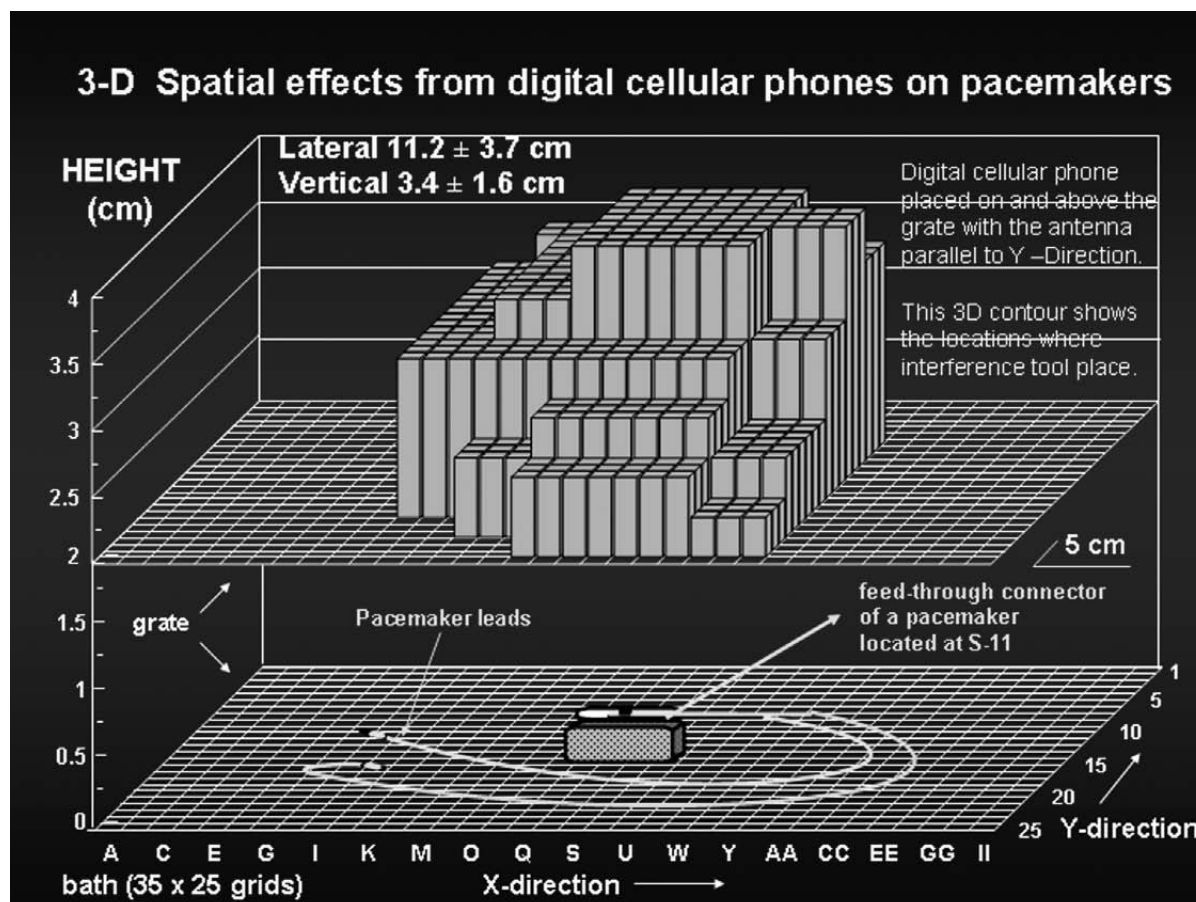 3-D Spatial effects from digital cellular phones on pacemakers
HEIGHT
(cm)
Lateral 11.2 ± 3.7 cm
Vertical 3.4 ± 1.6 cm
Digital cellular phone
placed on and above the
grate with the antenna
parallel to Y –Direction.
This 3D contour shows
the locations where
interference tool place.
4
3.5
3
2.5
2
1.5
1
0.5
0
5 cm
grate
Pacemaker leads
feed-through connector
of a pacemaker
located at S-11
1
5
10
15
20
25 Y-direction
A C E G I K M O Q S U W Y AA CC EE GG II
bath (35 x 25 grids) X-direction